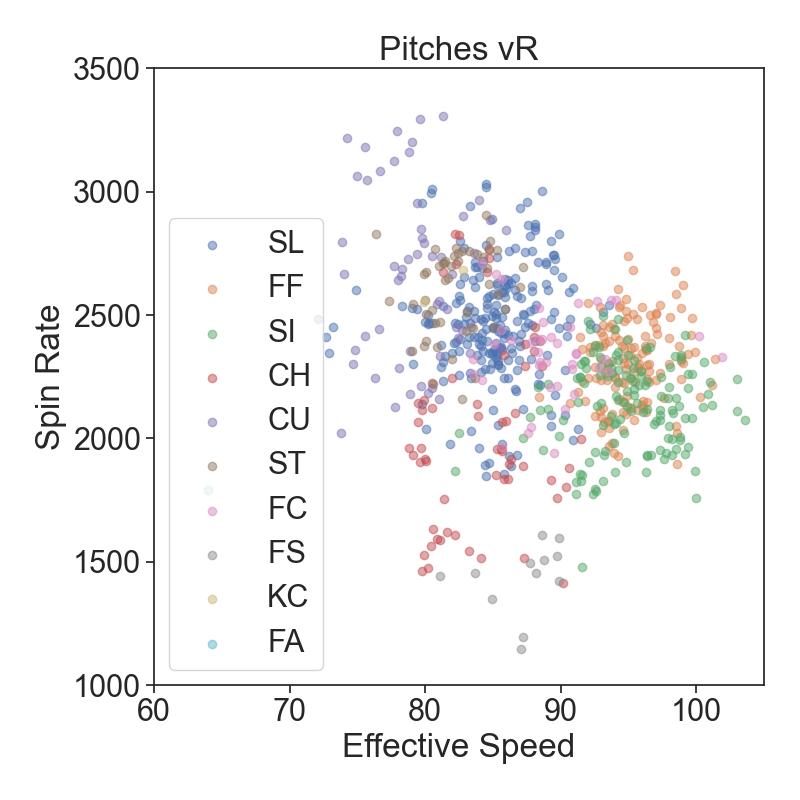 Pitches vR
3500
3000
2500
2000
1500
1000
Spin Rate
SL
FF
SI
CH
CU
ST
FC
FS
KC
FA
60
70
80
90
100
Effective Speed